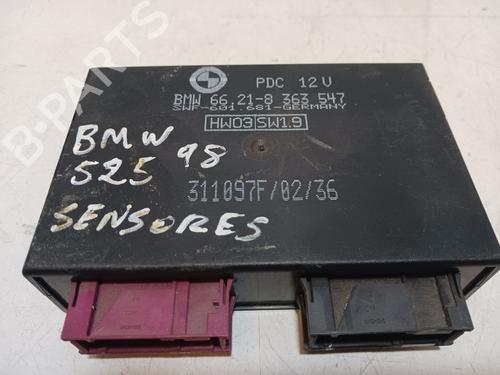 PDC 12V
BMW 66 21-8 363 547
SWF-601.681-GERMANY
HW03 SW1.9
311097F/02/36
BMW
525 98
SENSORES
B-PARTS